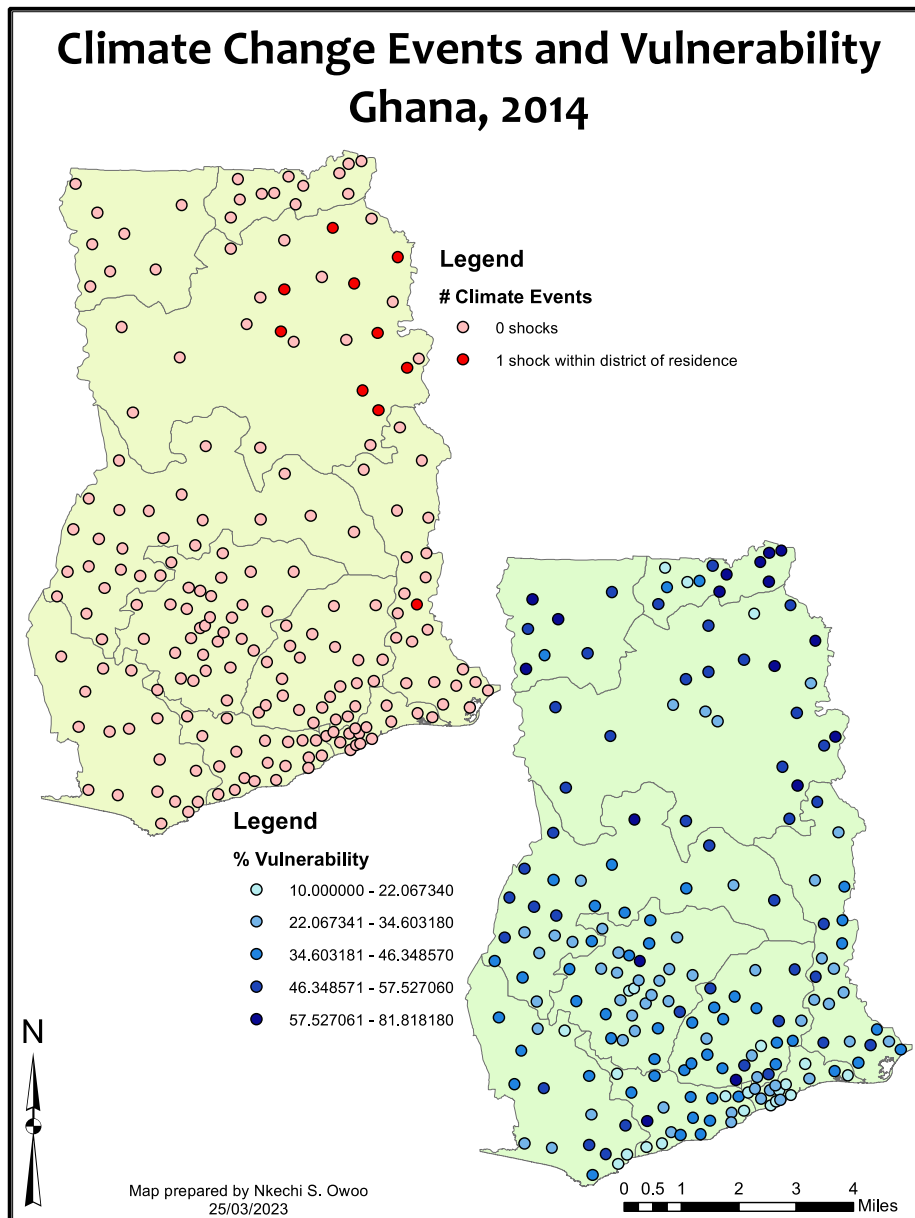 Climate Change Events and Vulnerability
Ghana, 2014
Legend
# Climate Events
0 shocks
1 shock within district of residence
Legend
% Vulnerability
10.000000 - 22.067340
22.067341 - 34.603180
34.603181 - 46.348570
46.348571 - 57.527060
57.527061 - 81.818180
N
Map prepared by Nkechi S. Owoo
25/03/2023
0 0.5 1 2 3 4
Miles